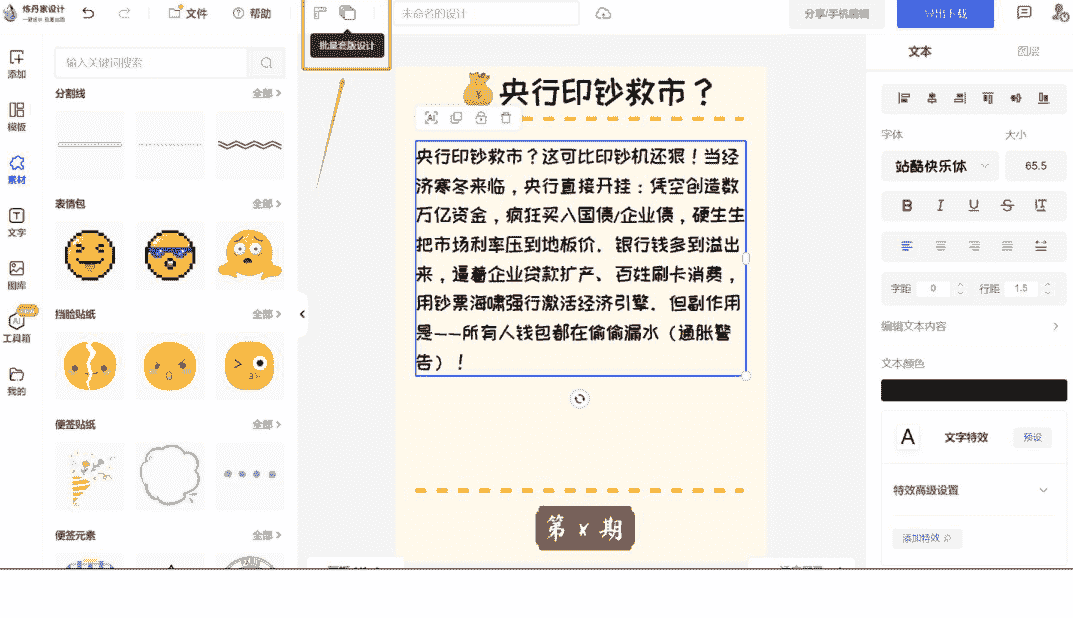 炼丹家设计
文件
帮助
未命名的设计
分享/手机编辑
导出下载
批量套版设计
添加
模板
素材
文字
图库
工具箱
我的
输入关键词搜索
分割线
全部 >
表情包
全部 >
挡脸贴纸
全部 >
便签贴纸
全部 >
便签元素
全部 >
央行印钞救市？
央行印钞救市？这可比印钞机还狠！当经
济寒冬来临，央行直接开挂：凭空创造数
万亿资金，疯狂买入国债/企业债，硬生生
把市场利率压到地板价。银行钱多到溢出
来，逼着企业贷款扩产、百姓刷卡消费，
用钞票海啸强行激活经济引擎。但副作用
是——所有人钱包都在偷偷漏水（通胀警
告）！
第 x 期
文本
图层
字体
大小
站酷快乐体
65.5
B I U S
字距 0 行距 1.5
编辑文本内容
文本颜色
A 文字特效 预设
特效高级设置
添加特效